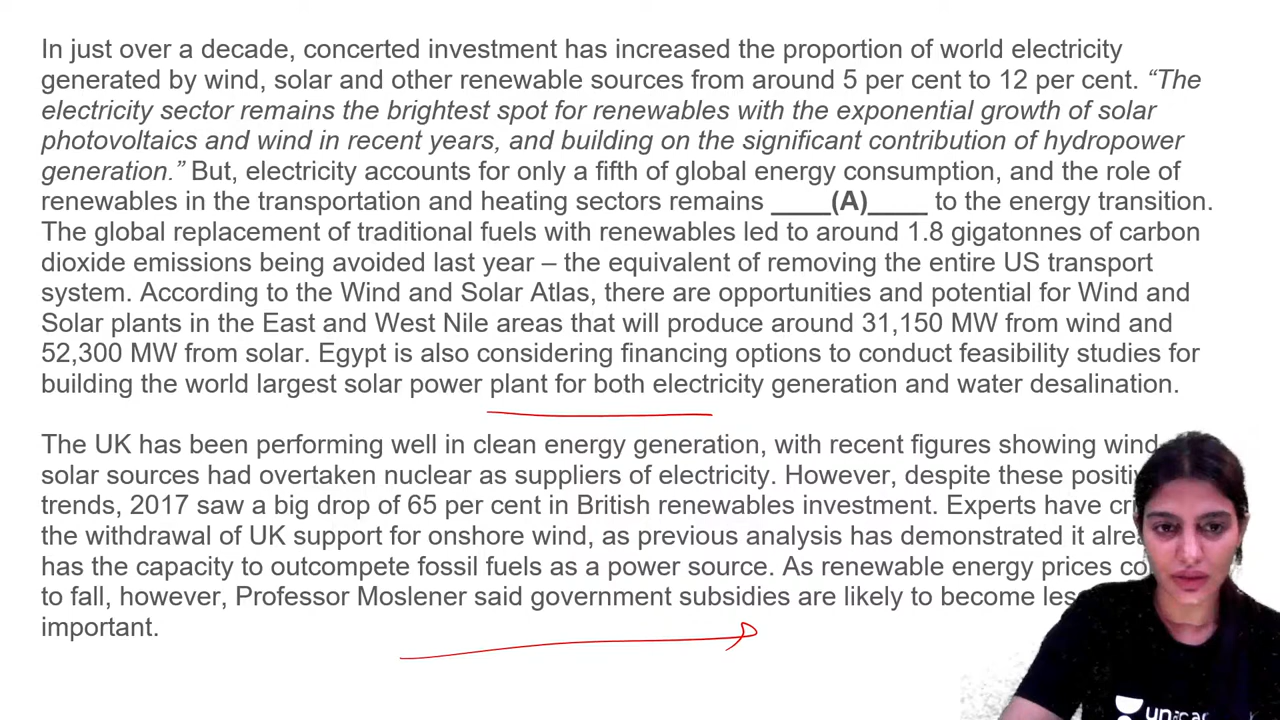 In just over a decade, concerted investment has increased the proportion of world electricity
generated by wind, solar and other renewable sources from around 5 per cent to 12 per cent. “The
electricity sector remains the brightest spot for renewables with the exponential growth of solar
photovoltaics and wind in recent years, and building on the significant contribution of hydropower
generation.” But, electricity accounts for only a fifth of global energy consumption, and the role of
renewables in the transportation and heating sectors remains ____(A)____ to the energy transition.
The global replacement of traditional fuels with renewables led to around 1.8 gigatonnes of carbon
dioxide emissions being avoided last year – the equivalent of removing the entire US transport
system. According to the Wind and Solar Atlas, there are opportunities and potential for Wind and
Solar plants in the East and West Nile areas that will produce around 31,150 MW from wind and
52,300 MW from solar. Egypt is also considering financing options to conduct feasibility studies for
building the world largest solar power plant for both electricity generation and water desalination.
The UK has been performing well in clean energy generation, with recent figures showing wind
solar sources had overtaken nuclear as suppliers of electricity. However, despite these
trends, 2017 saw a big drop of 65 per cent in British renewables investment. Experts have
the withdrawal of UK support for onshore wind, as previous analysis has demonstrated it
has the capacity to outcompete fossil fuels as a power source. As renewable energy prices
to fall, however, Professor Moslener said government subsidies are likely to become
important.